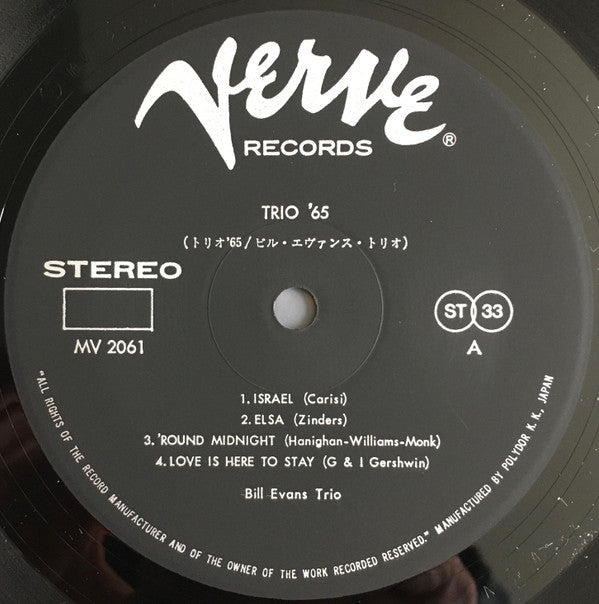 VERVE
RECORDS ®
TRIO '65
(トリオ'65/ビル・エヴァンス・トリオ)
STEREO
MV 2061
ST 33
A
1. ISRAEL (Carisi)
2. ELSA (Zinders)
3. 'ROUND MIDNIGHT (Hanighan-Williams-Monk)
4. LOVE IS HERE TO STAY (G & I Gershwin)
Bill Evans Trio
"ALL RIGHTS OF THE RECORD MANUFACTURER AND OF THE OWNER OF THE WORK RECORDED RESERVED." MANUFACTURED BY POLYDOR K. K. JAPAN